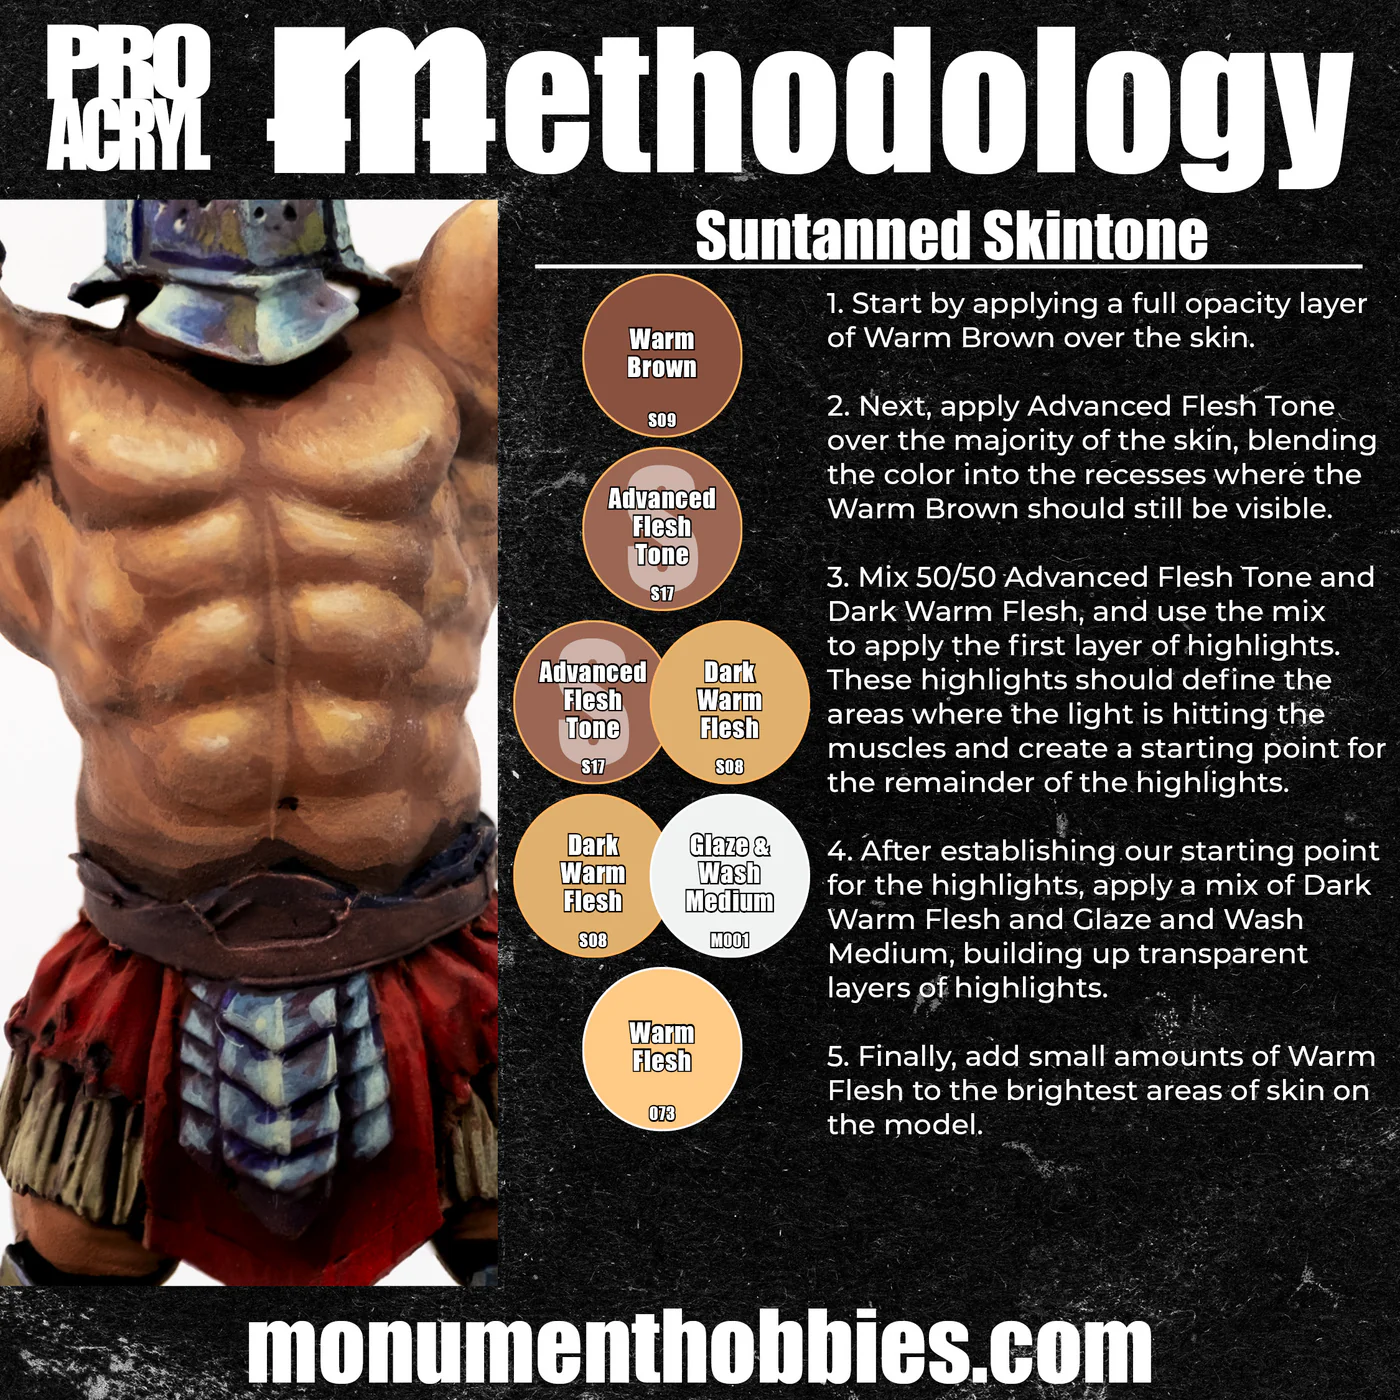 PRO
ACRYL
Methodology
Suntanned Skintone
Warm
Brown
S09
Advanced
Flesh
Tone
S17
Advanced
Flesh
Tone
S17
Dark
Warm
Flesh
S08
Dark
Warm
Flesh
S08
Glaze &
Wash
Medium
M001
Warm
Flesh
073
1. Start by applying a full opacity layer
of Warm Brown over the skin.
2. Next, apply Advanced Flesh Tone
over the majority of the skin, blending
the color into the recesses where the
Warm Brown should still be visible.
3. Mix 50/50 Advanced Flesh Tone and
Dark Warm Flesh, and use the mix
to apply the first layer of highlights.
These highlights should define the
areas where the light is hitting the
muscles and create a starting point for
the remainder of the highlights.
4. After establishing our starting point
for the highlights, apply a mix of Dark
Warm Flesh and Glaze and Wash
Medium, building up transparent
layers of highlights.
5. Finally, add small amounts of Warm
Flesh to the brightest areas of skin on
the model.
monumenthobbies.com